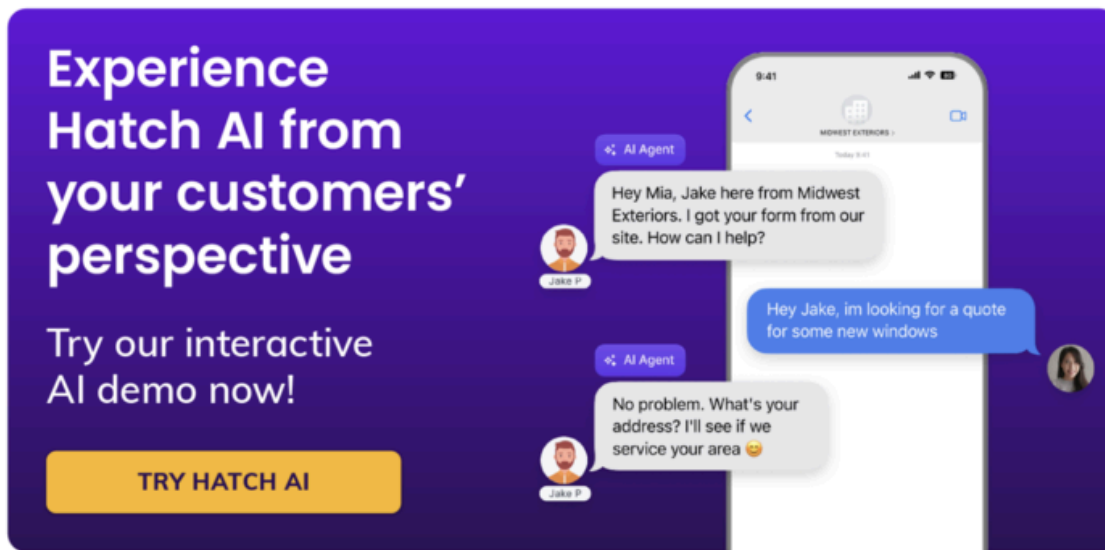 Experience
Hatch AI from
your customers’
perspective
Try our interactive
AI demo now!
TRY HATCH AI
9:41
MIDWEST EXTERIORS >
Today 9:41
AI Agent
Hey Mia, Jake here from Midwest
Exteriors. I got your form from our
site. How can I help?
Jake P
Hey Jake, im looking for a quote
for some new windows
AI Agent
No problem. What's your
address? I'll see if we
service your area 😊
Jake P